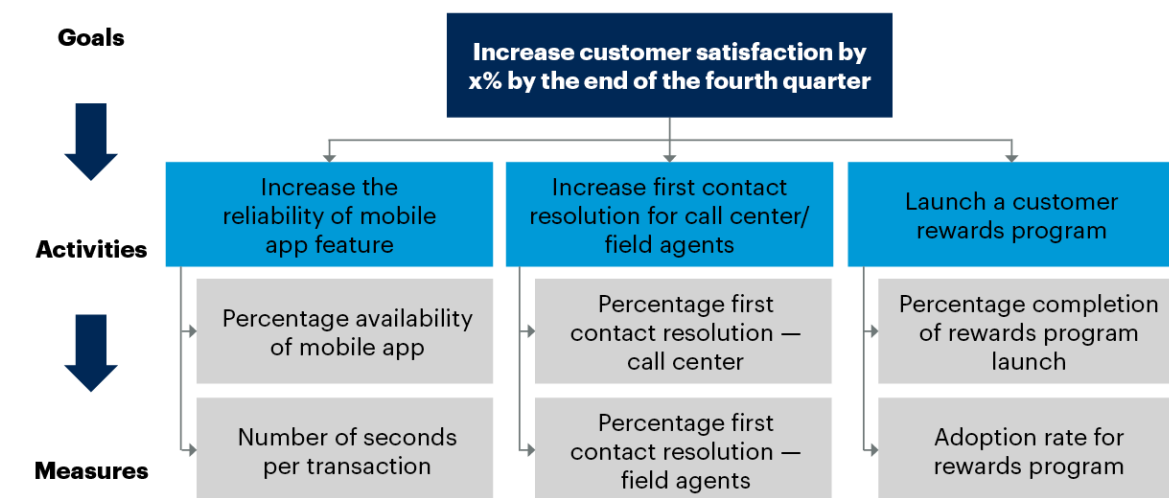 Goals
Increase customer satisfaction by
x% by the end of the fourth quarter
Activities
Increase the
reliability of mobile
app feature
Increase first contact
resolution for call center/
field agents
Launch a customer
rewards program
Measures
Percentage availability
of mobile app
Number of seconds
per transaction
Percentage first
contact resolution —
call center
Percentage first
contact resolution —
field agents
Percentage completion
of rewards program
launch
Adoption rate for
rewards program